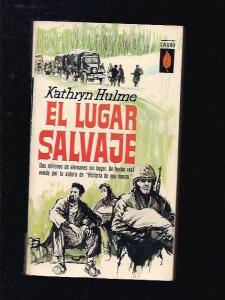 Kathryn Hulme
EL LUGAR
SALVAJE
Dos millones de alemanes sin hogar. Un hecho real
vivido por la autora de "Historia de una monja."